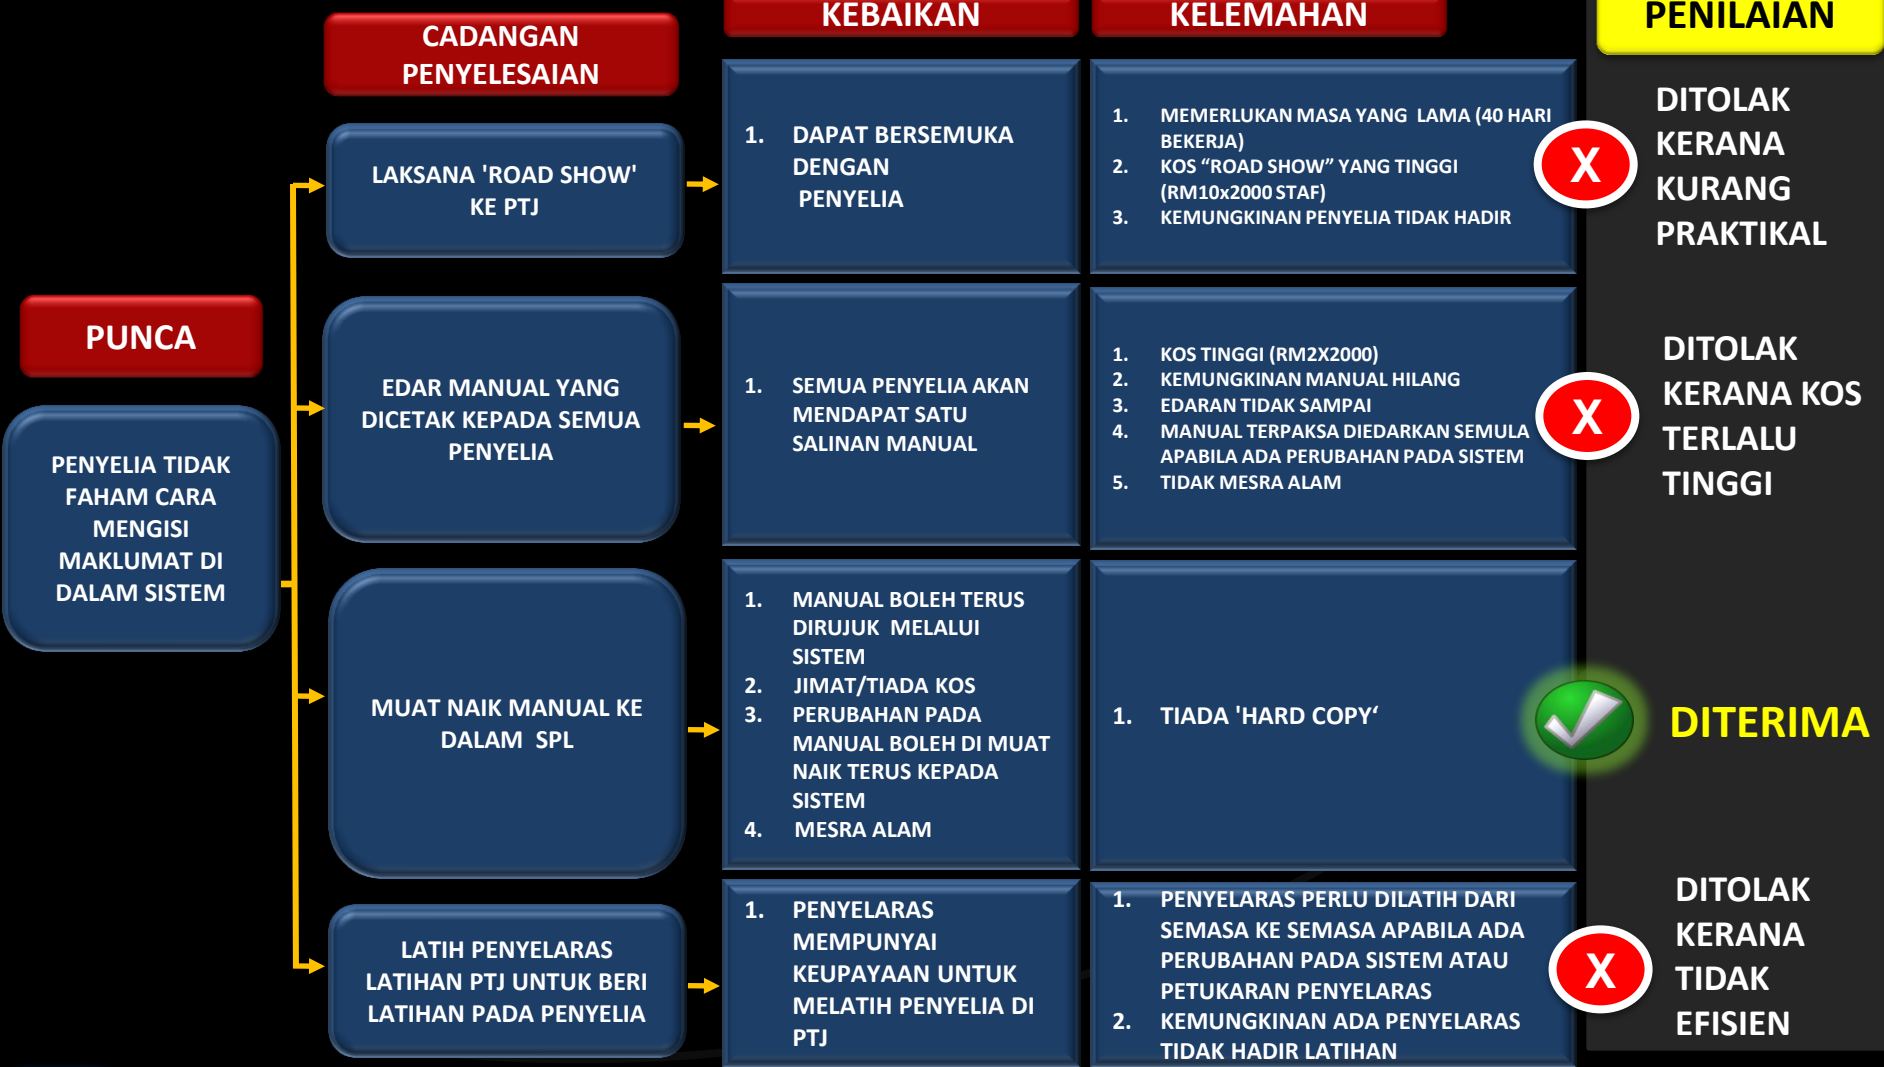 KEBAIKAN
KELEMAHAN
PENILAIAN
CADANGAN
PENYELESAIAN
PUNCA
PENYELIA TIDAK
FAHAM CARA
MENGISI
MAKLUMAT DI
DALAM SISTEM
LAKSANA 'ROAD SHOW'
KE PTJ
1. DAPAT BERSEMUKA
DENGAN
PENYELIA
1. MEMERLUKAN MASA YANG LAMA (40 HARI
BEKERJA)
2. KOS “ROAD SHOW” YANG TINGGI
(RM10x2000 STAF)
3. KEMUNGKINAN PENYELIA TIDAK HADIR
X
DITOLAK
KERANA
KURANG
PRAKTIKAL
EDAR MANUAL YANG
DICETAK KEPADA SEMUA
PENYELIA
1. SEMUA PENYELIA AKAN
MENDAPAT SATU
SALINAN MANUAL
1. KOS TINGGI (RM2X2000)
2. KEMUNGKINAN MANUAL HILANG
3. EDARAN TIDAK SAMPAI
4. MANUAL TERPAKSA DIEDARKAN SEMULA
APABILA ADA PERUBAHAN PADA SISTEM
5. TIDAK MESRA ALAM
X
DITOLAK
KERANA KOS
TERLALU
TINGGI
MUAT NAIK MANUAL KE
DALAM SPL
1. MANUAL BOLEH TERUS
DIRUJUK MELALUI
SISTEM
2. JIMAT/TIADA KOS
3. PERUBAHAN PADA
MANUAL BOLEH DI MUAT
NAIK TERUS KEPADA
SISTEM
4. MESRA ALAM
1. TIADA 'HARD COPY‘
DITERIMA
LATIH PENYELARAS
LATIHAN PTJ UNTUK BERI
LATIHAN PADA PENYELIA
1. PENYELARAS
MEMPUNYAI
KEUPAYAAN UNTUK
MELATIH PENYELIA DI
PTJ
1. PENYELARAS PERLU DILATIH DARI
SEMASA KE SEMASA APABILA ADA
PERUBAHAN PADA SISTEM ATAU
PETUKARAN PENYELARAS
2. KEMUNGKINAN ADA PENYELARAS
TIDAK HADIR LATIHAN
X
DITOLAK
KERANA
TIDAK
EFISIEN